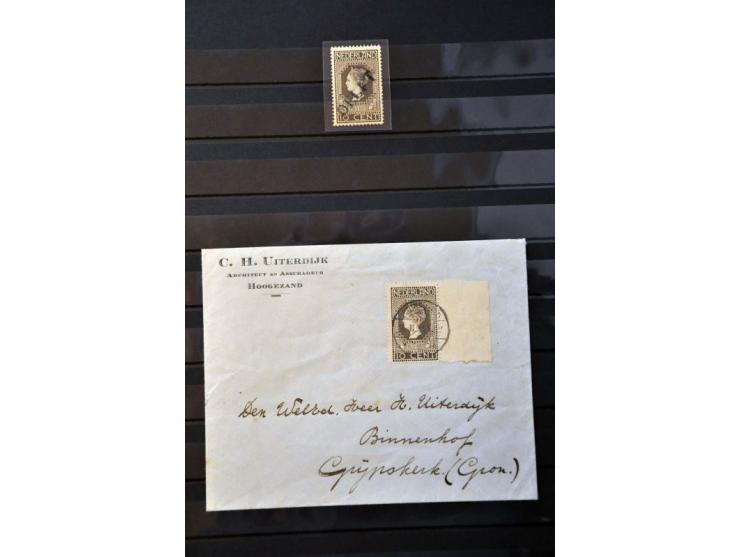 NEDERLAND
10 CENT
C. H. UITERDIJK
ARCHITECT EN ASSURADEUR
HOOGEZAND
NEDERLAND
10 CENT
Den WelEd. Heer H. Uiterdijk
Binnenhof
Grijpskerk. (Gron.)